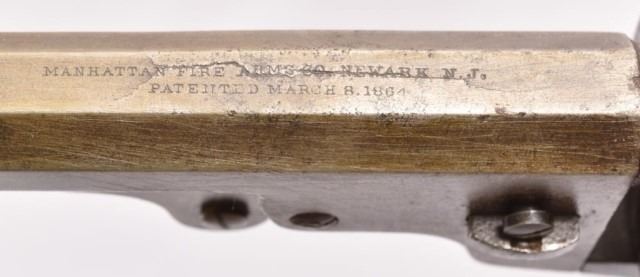 MANHATTAN FIRE ARMS CO. NEWARK N.J.
PATENTED MARCH 8.1864